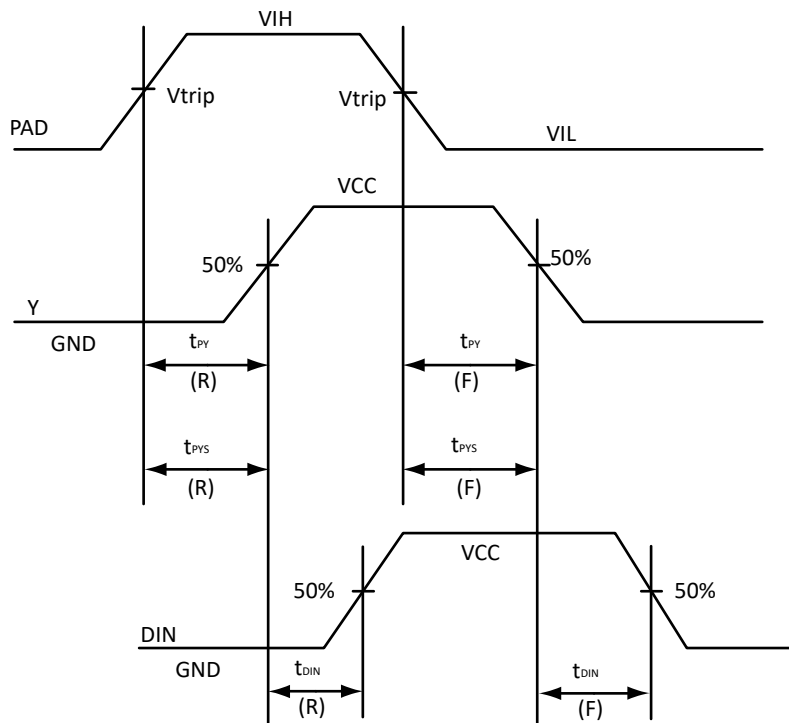 VIH
Vtrip
Vtrip
PAD
VIL
VCC
50%
50%
Y
GND
tPY
(R)
tPY
(F)
tPYS
(R)
tPYS
(F)
VCC
50%
50%
DIN
GND
tDIN
(R)
tDIN
(F)